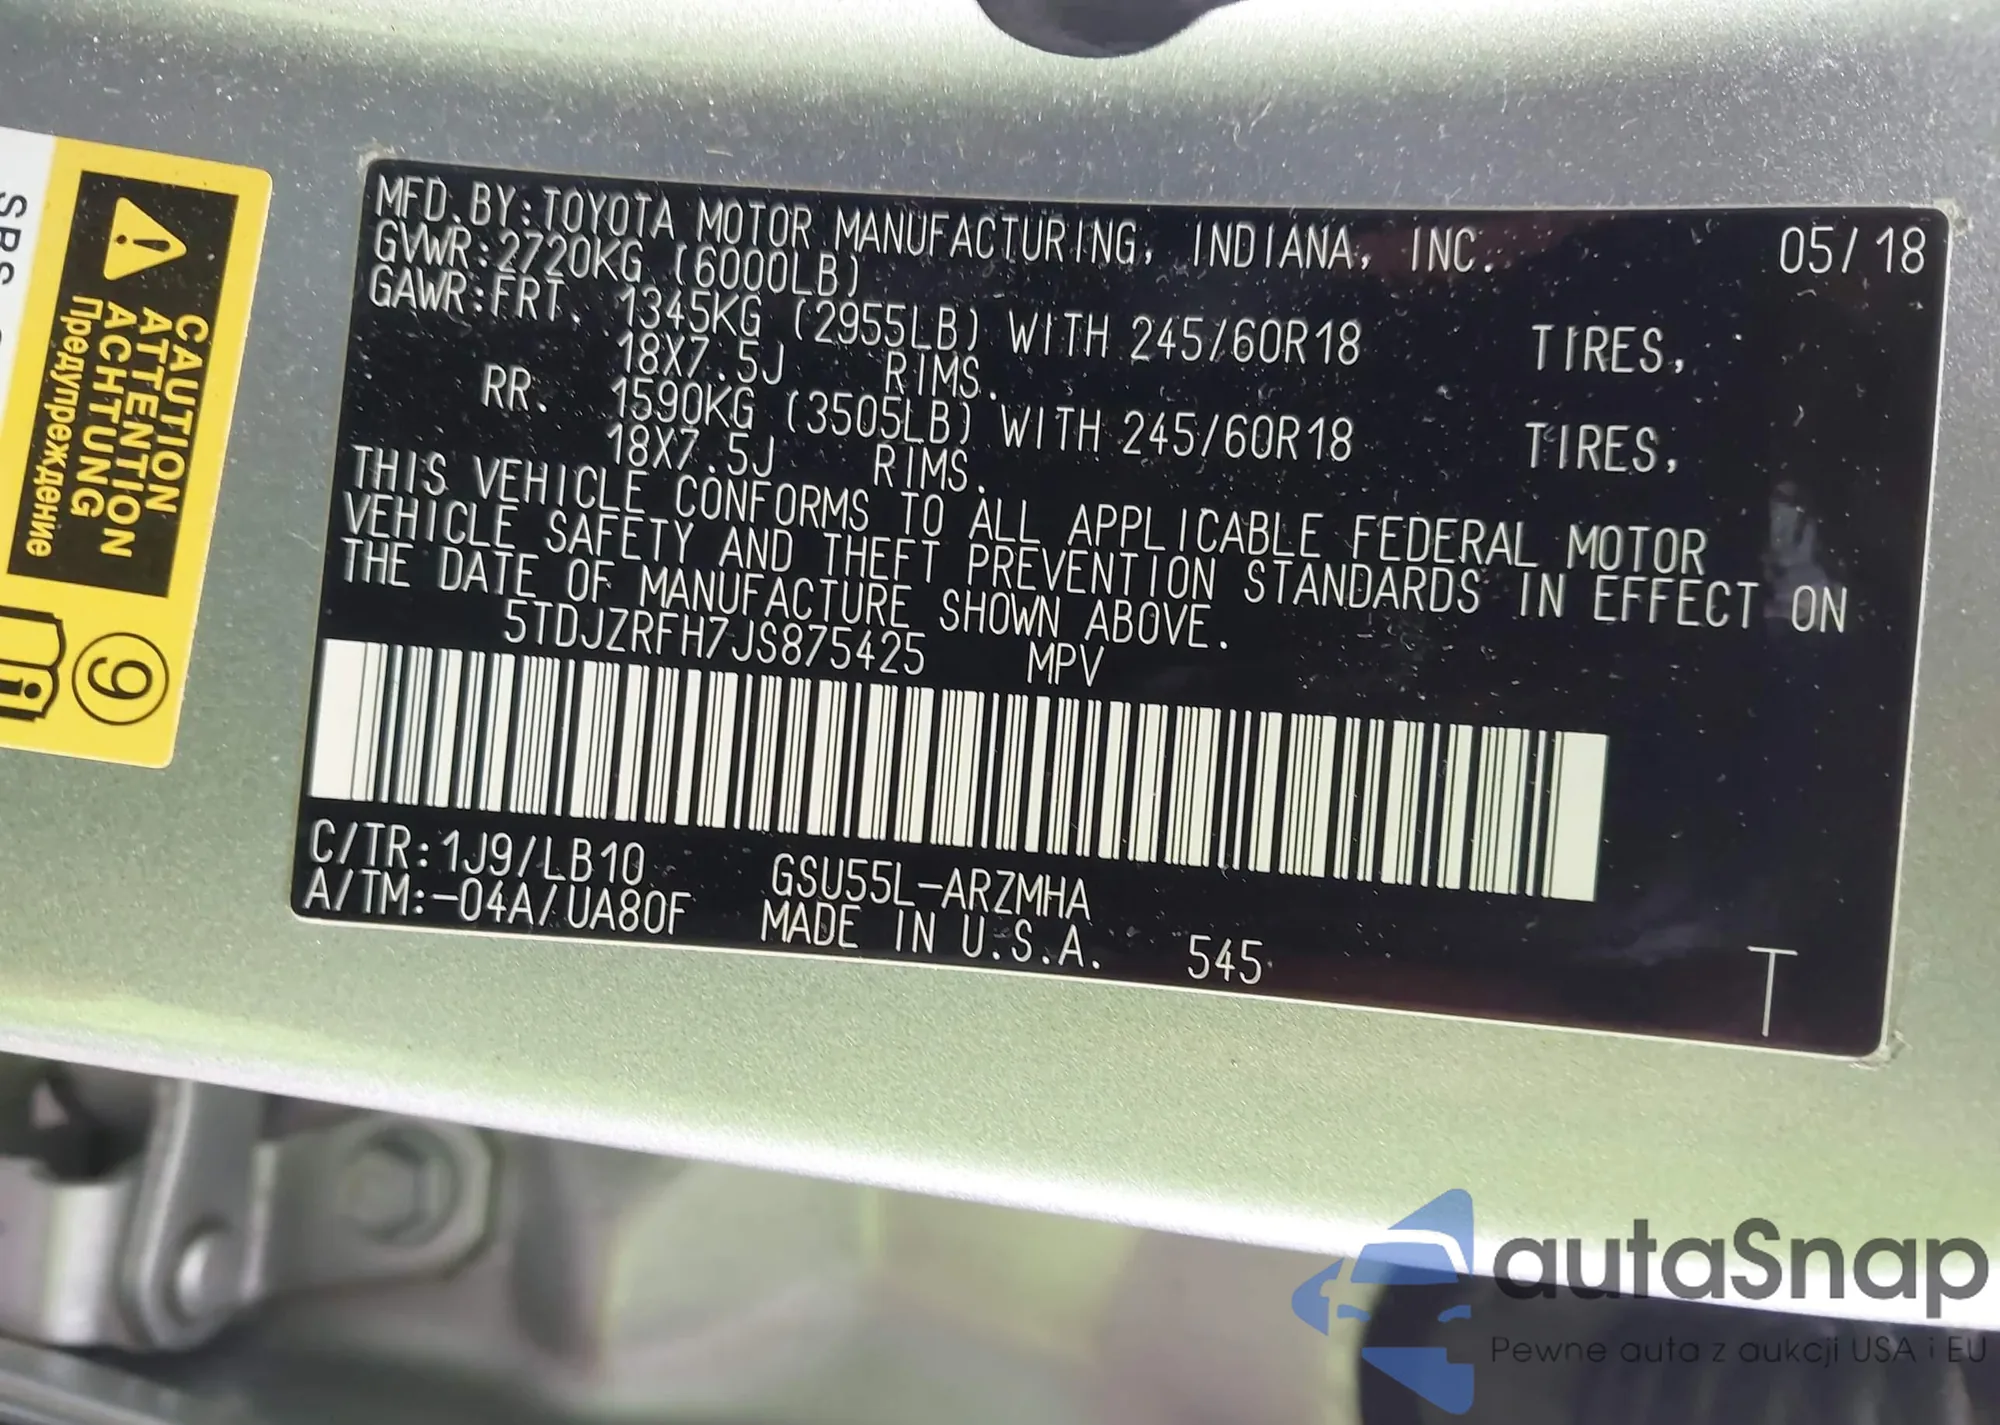 MFD.BY:TOYOTA MOTOR MANUFACTURING, INDIANA, INC. 05/18
GVWR:2720KG (6000LB)
GAWR:FRT. 1345KG (2955LB) WITH 245/60R18 TIRES,
18X7.5J RIMS.
RR. 1590KG (3505LB) WITH 245/60R18 TIRES,
18X7.5J RIMS.
THIS VEHICLE CONFORMS TO ALL APPLICABLE FEDERAL MOTOR
VEHICLE SAFETY AND THEFT PREVENTION STANDARDS IN EFFECT ON
THE DATE OF MANUFACTURE SHOWN ABOVE.
5TDJZRFH7JS875425 MPV
C/TR:1J9/LB10 GSU55L-ARZMHA
A/TM:-04A/UA80F MADE IN U.S.A. 545
T
CAUTION
ATTENTION
ACHTUNG
Предупреждение
9
SRS
autaSnap
Pewne auta z aukcji USA i EU